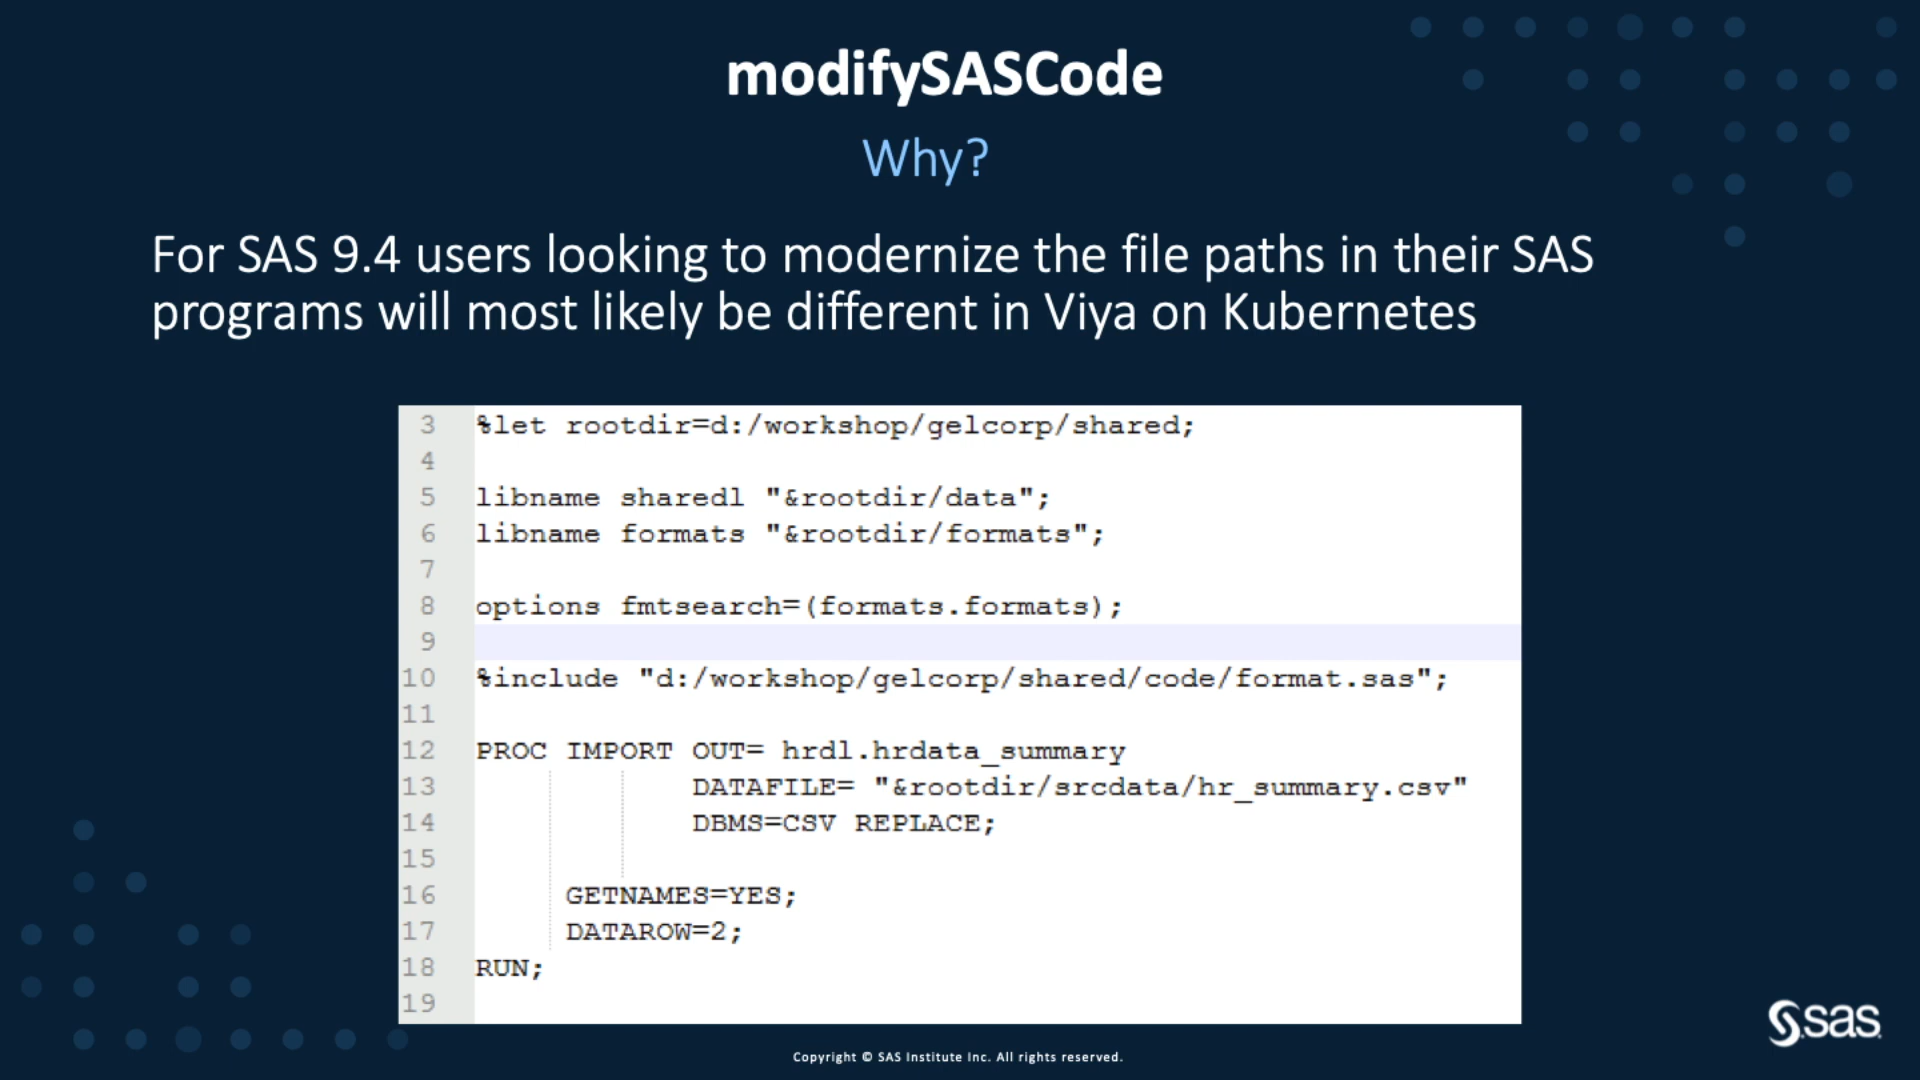 modifySASCode
Why?
For SAS 9.4 users looking to modernize the file paths in their SAS
programs will most likely be different in Viya on Kubernetes
3 %let rootdir=d:/workshop/gelcorp/shared;
4
5 libname sharedl "&rootdir/data";
6 libname formats "&rootdir/formats";
7
8 options fmtsearch=(formats.formats);
9
10 %include "d:/workshop/gelcorp/shared/code/format.sas";
11
12 PROC IMPORT OUT= hrdl.hrdata_summary
13 DATAFILE= "&rootdir/srcdata/hr_summary.csv"
14 DBMS=CSV REPLACE;
15
16 GETNAMES=YES;
17 DATAROW=2;
18 RUN;
19
sas
Copyright © SAS Institute Inc. All rights reserved.